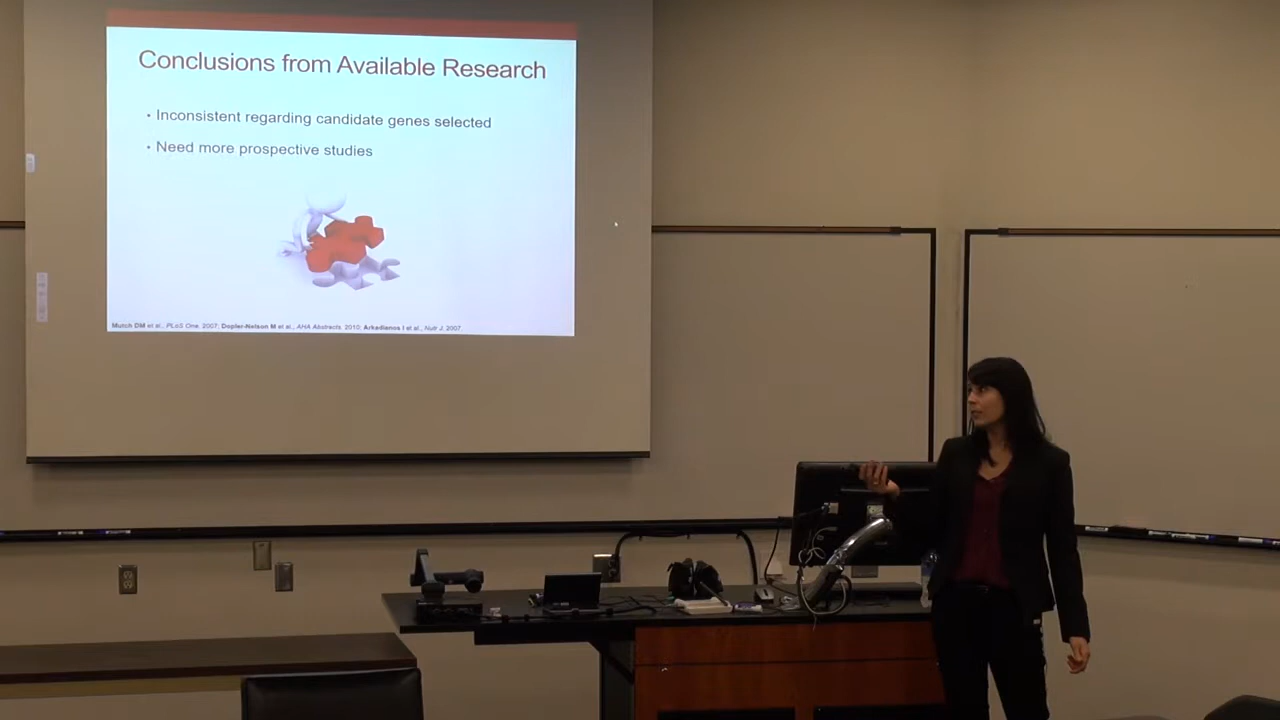 Conclusions from Available Research
• Inconsistent regarding candidate genes selected
• Need more prospective studies
Mutch DM et al., PLoS One. 2007; Dopler-Nelson M et al., AHA Abstracts. 2010; Arkadianos I et al., Nutr J. 2007